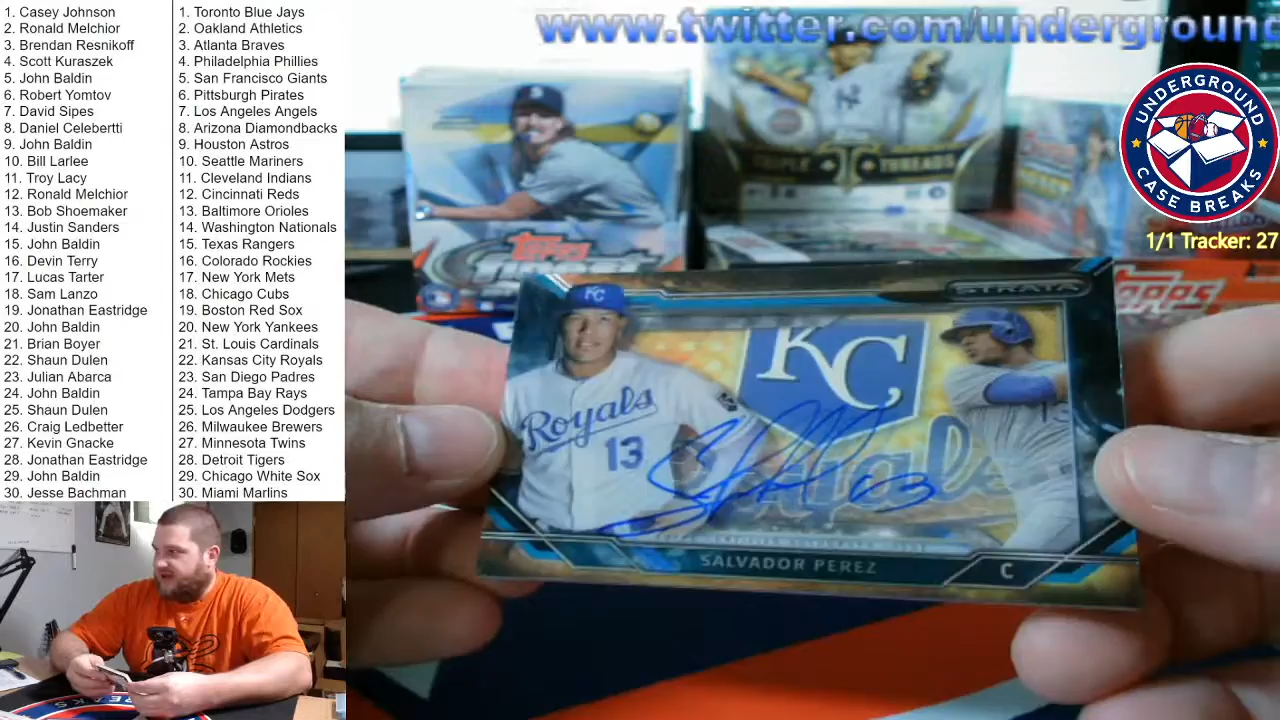 1. Casey Johnson
2. Ronald Melchior
3. Brendan Resnikoff
4. Scott Kuraszek
5. John Baldin
6. Robert Yomtov
7. David Sipes
8. Daniel Celebertti
9. John Baldin
10. Bill Larlee
11. Troy Lacy
12. Ronald Melchior
13. Bob Shoemaker
14. Justin Sanders
15. John Baldin
16. Devin Terry
17. Lucas Tarter
18. Sam Lanzo
19. Jonathan Eastridge
20. John Baldin
21. Brian Boyer
22. Shaun Dulen
23. Julian Abarca
24. John Baldin
25. Shaun Dulen
26. Craig Ledbetter
27. Kevin Gnacke
28. Jonathan Eastridge
29. John Baldin
30. Jesse Bachman
1. Toronto Blue Jays
2. Oakland Athletics
3. Atlanta Braves
4. Philadelphia Phillies
5. San Francisco Giants
6. Pittsburgh Pirates
7. Los Angeles Angels
8. Arizona Diamondbacks
9. Houston Astros
10. Seattle Mariners
11. Cleveland Indians
12. Cincinnati Reds
13. Baltimore Orioles
14. Washington Nationals
15. Texas Rangers
16. Colorado Rockies
17. New York Mets
18. Chicago Cubs
19. Boston Red Sox
20. New York Yankees
21. St. Louis Cardinals
22. Kansas City Royals
23. San Diego Padres
24. Tampa Bay Rays
25. Los Angeles Dodgers
26. Milwaukee Brewers
27. Minnesota Twins
28. Detroit Tigers
29. Chicago White Sox
30. Miami Marlins
www.twitter.com/underground
UNDERGROUND
CASE BREAKS
1/1 Tracker: 27
TRIPLE THREADS
Topps
Topps
STRATA
KC
KC
Royals
13
13
SALVADOR PEREZ
C